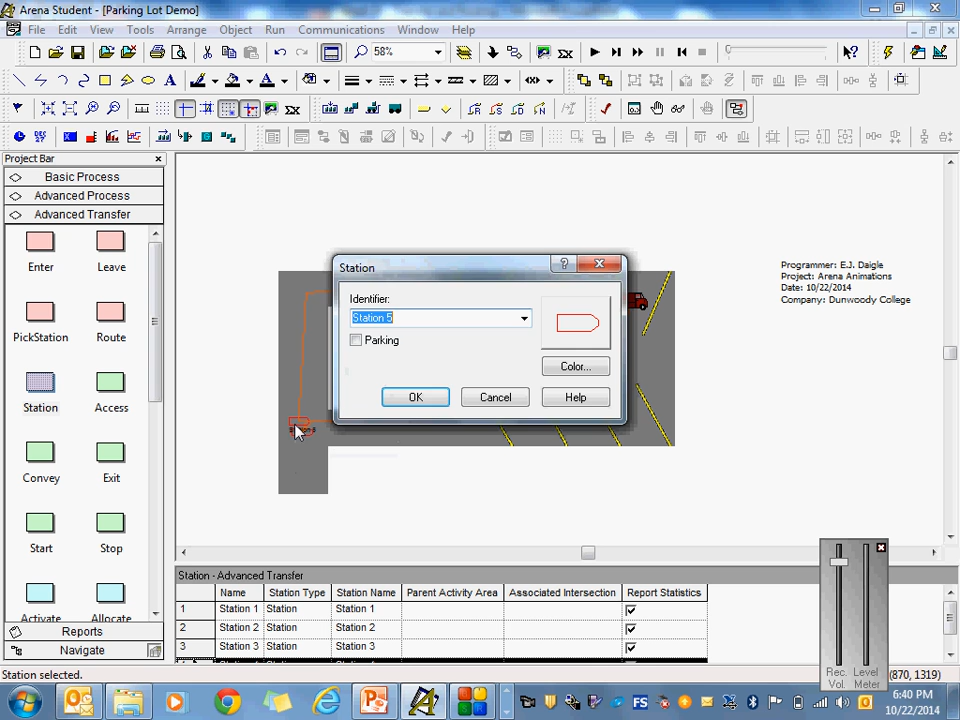 Arena Student - [Parking Lot Demo]
File Edit View Tools Arrange Object Run Communications Window Help
58%
Project Bar
Basic Process
Advanced Process
Advanced Transfer
Enter Leave
PickStation Route
Station Access
Convey Exit
Start Stop
Activate Allocate
Reports
Navigate
Station
Identifier:
Station 5
Parking
Color...
OK Cancel Help
Programmer: E.J. Daigle
Project: Arena Animations
Date: 10/22/2014
Company: Dunwoody College
Station - Advanced Transfer
Name Station Type Station Name Parent Activity Area Associated Intersection Report Statistics
1 Station 1 Station Station 1
2 Station 2 Station Station 2
3 Station 3 Station Station 3
Rec. Level
Vol. Meter
Station selected.
(870, 1319)
6:40 PM
10/22/2014